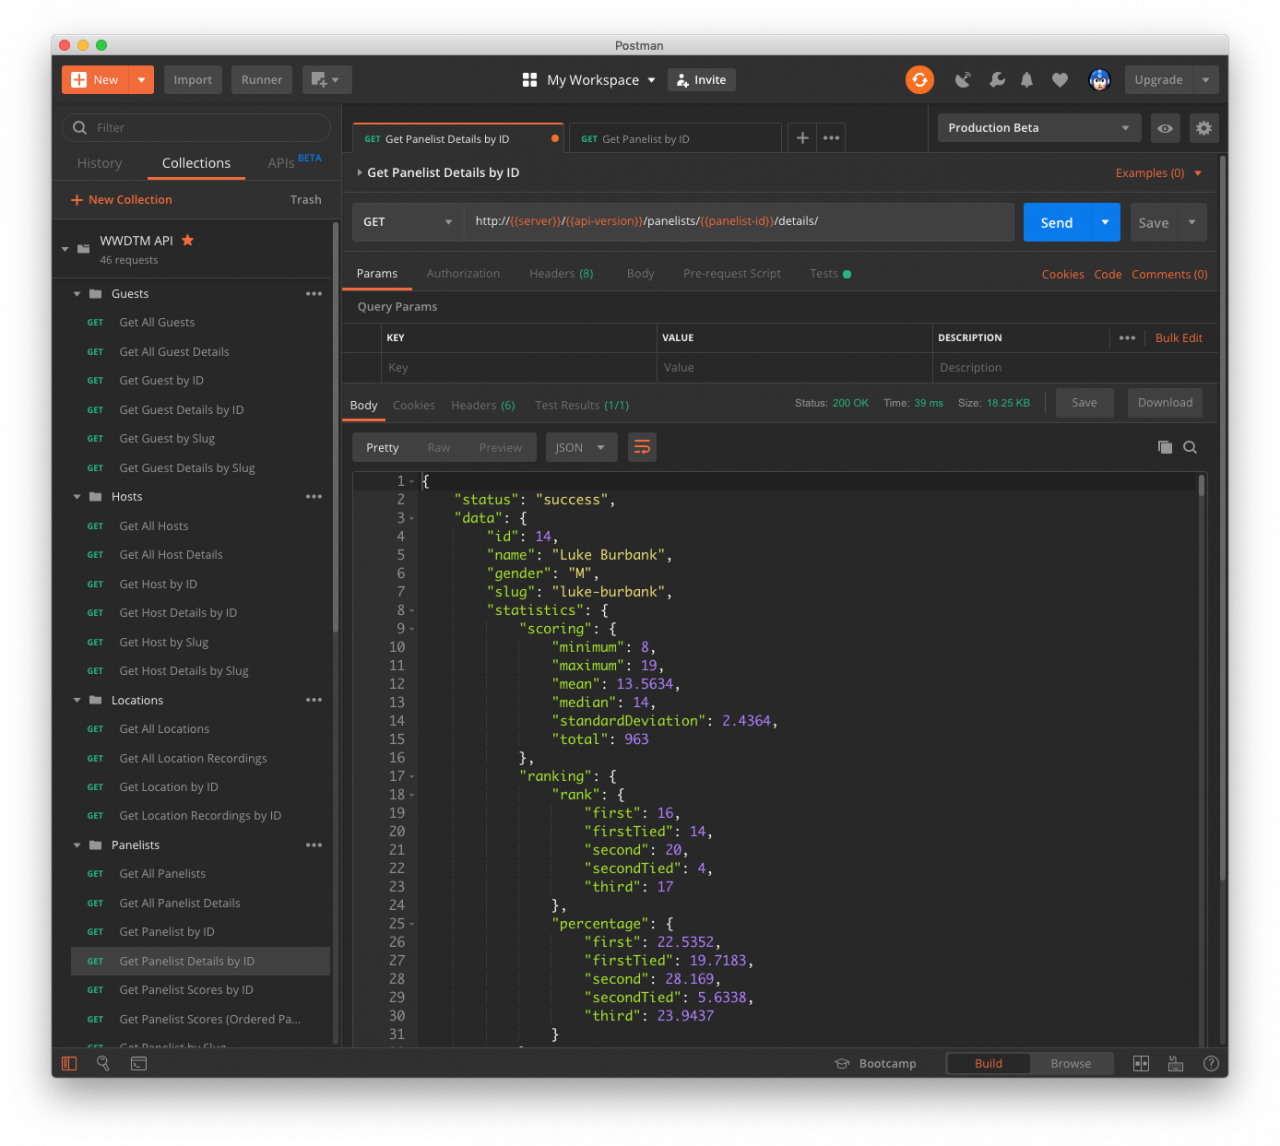 Postman
New
Import
Runner
My Workspace
Invite
Upgrade
Filter
History
Collections
APIs BETA
New Collection
Trash
WWDTM API
46 requests
Guests
GET Get All Guests
GET Get All Guest Details
GET Get Guest by ID
GET Get Guest Details by ID
GET Get Guest by Slug
GET Get Guest Details by Slug
Hosts
GET Get All Hosts
GET Get All Host Details
GET Get Host by ID
GET Get Host Details by ID
GET Get Host by Slug
GET Get Host Details by Slug
Locations
GET Get All Locations
GET Get All Location Recordings
GET Get Location by ID
GET Get Location Recordings by ID
Panelists
GET Get All Panelists
GET Get All Panelist Details
GET Get Panelist by ID
GET Get Panelist Details by ID
GET Get Panelist Scores by ID
GET Get Panelist Scores (Ordered Pa...
GET Get Panelist by Slug
GET Get Panelist Details by ID
GET Get Panelist by ID
Production Beta
Get Panelist Details by ID
Examples (0)
GET
http://{{server}}/{{api-version}}/panelists/{{panelist-id}}/details/
Send
Save
Params
Authorization
Headers (8)
Body
Pre-request Script
Tests
Cookies
Code
Comments (0)
Query Params
KEY
VALUE
DESCRIPTION
Bulk Edit
Key
Value
Description
Body
Cookies
Headers (6)
Test Results (1/1)
Status: 200 OK
Time: 39 ms
Size: 18.25 KB
Save
Download
Pretty
Raw
Preview
JSON
1 {
2 "status": "success",
3 "data": {
4 "id": 14,
5 "name": "Luke Burbank",
6 "gender": "M",
7 "slug": "luke-burbank",
8 "statistics": {
9 "scoring": {
10 "minimum": 8,
11 "maximum": 19,
12 "mean": 13.5634,
13 "median": 14,
14 "standardDeviation": 2.4364,
15 "total": 963
16 },
17 "ranking": {
18 "rank": {
19 "first": 16,
20 "firstTied": 14,
21 "second": 20,
22 "secondTied": 4,
23 "third": 17
24 },
25 "percentage": {
26 "first": 22.5352,
27 "firstTied": 19.7183,
28 "second": 28.169,
29 "secondTied": 5.6338,
30 "third": 23.9437
31 }
Bootcamp
Build
Browse